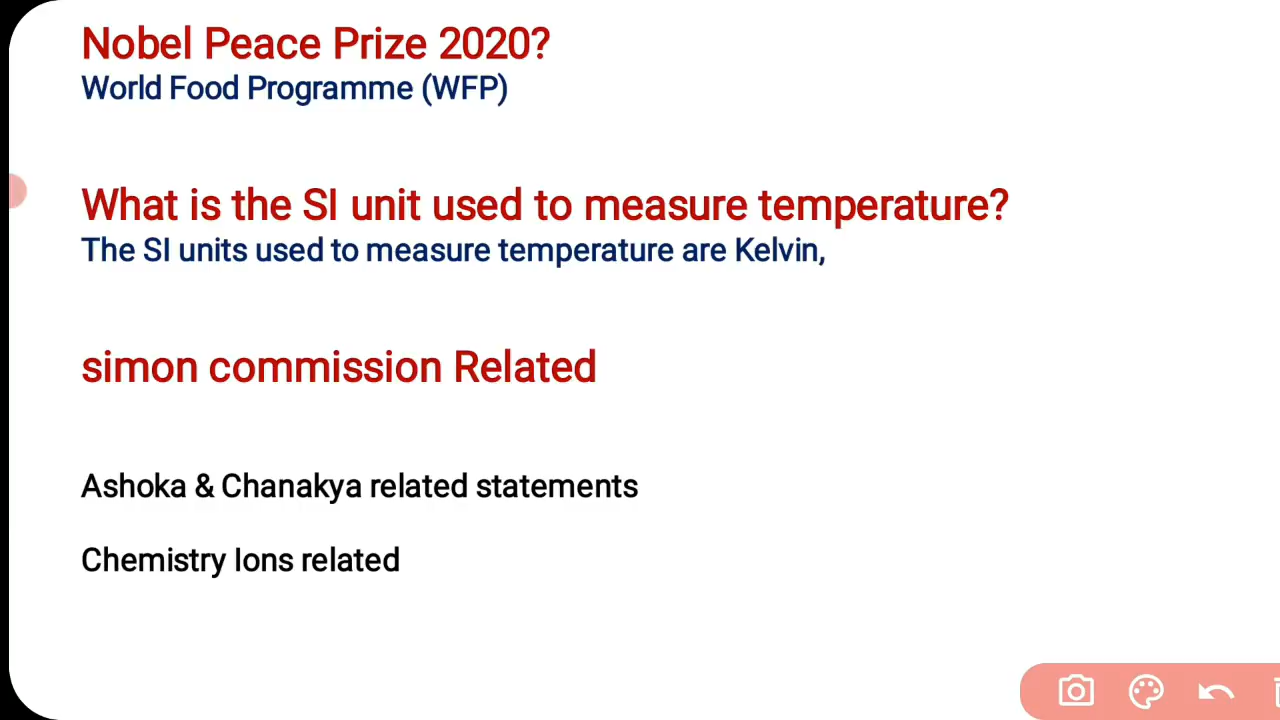 Nobel Peace Prize 2020?
World Food Programme (WFP)
What is the SI unit used to measure temperature?
The SI units used to measure temperature are Kelvin,
simon commission Related
Ashoka & Chanakya related statements
Chemistry Ions related